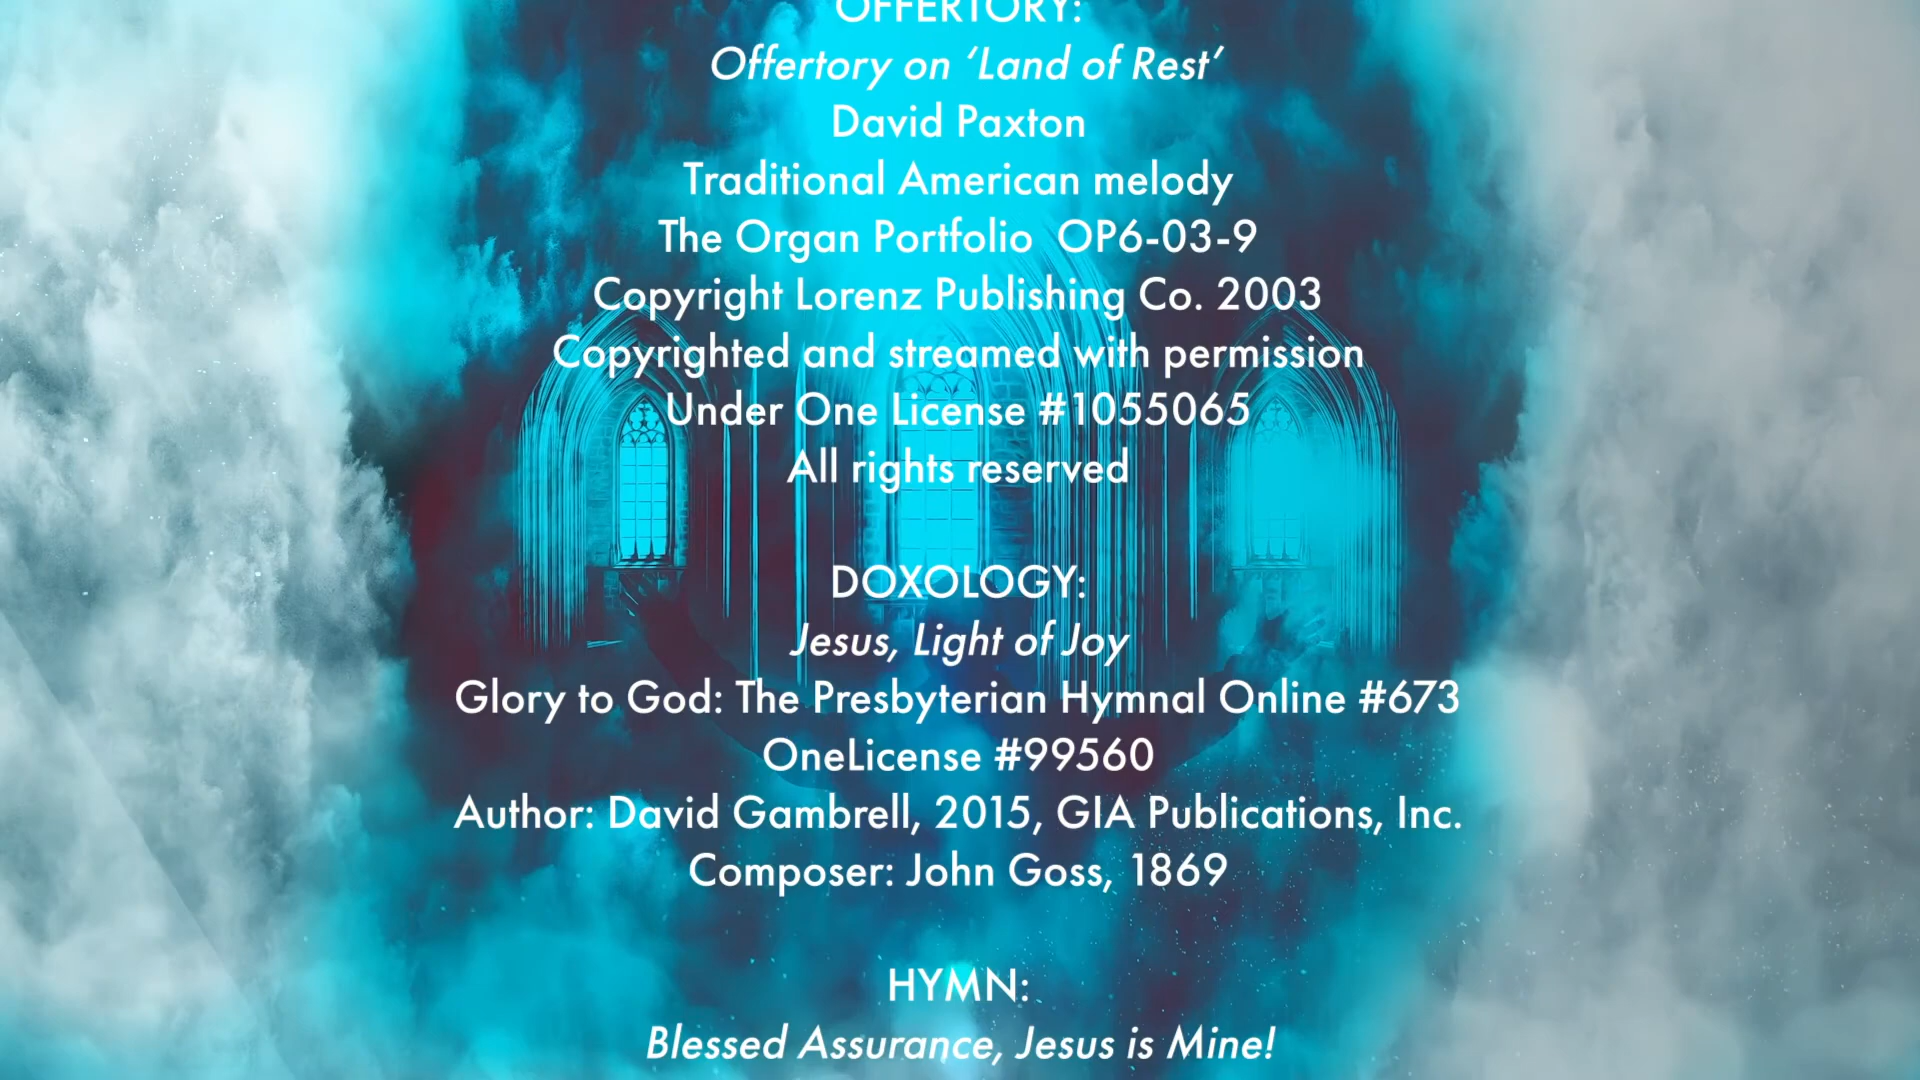 OFFERTORY:
Offertory on ‘Land of Rest’
David Paxton
Traditional American melody
The Organ Portfolio  OP6-03-9
Copyright Lorenz Publishing Co. 2003
Copyrighted and streamed with permission
Under One License #1055065
All rights reserved
DOXOLOGY:
Jesus, Light of Joy
Glory to God: The Presbyterian Hymnal Online #673
OneLicense #99560
Author: David Gambrell, 2015, GIA Publications, Inc.
Composer: John Goss, 1869
HYMN:
Blessed Assurance, Jesus is Mine!